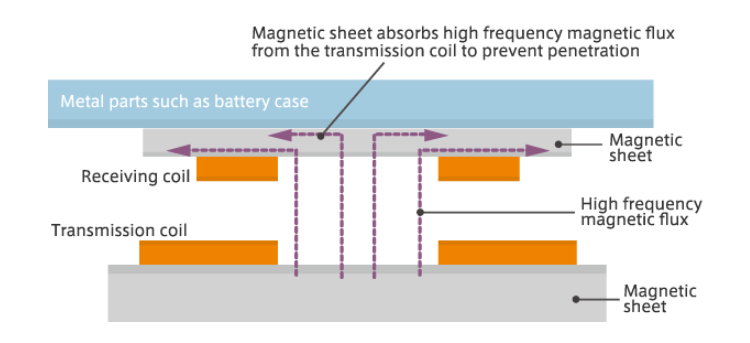 Magnetic sheet absorbs high frequency magnetic flux
from the transmission coil to prevent penetration
Metal parts such as battery case
Magnetic
sheet
Receiving coil
High frequency
magnetic flux
Transmission coil
Magnetic
sheet